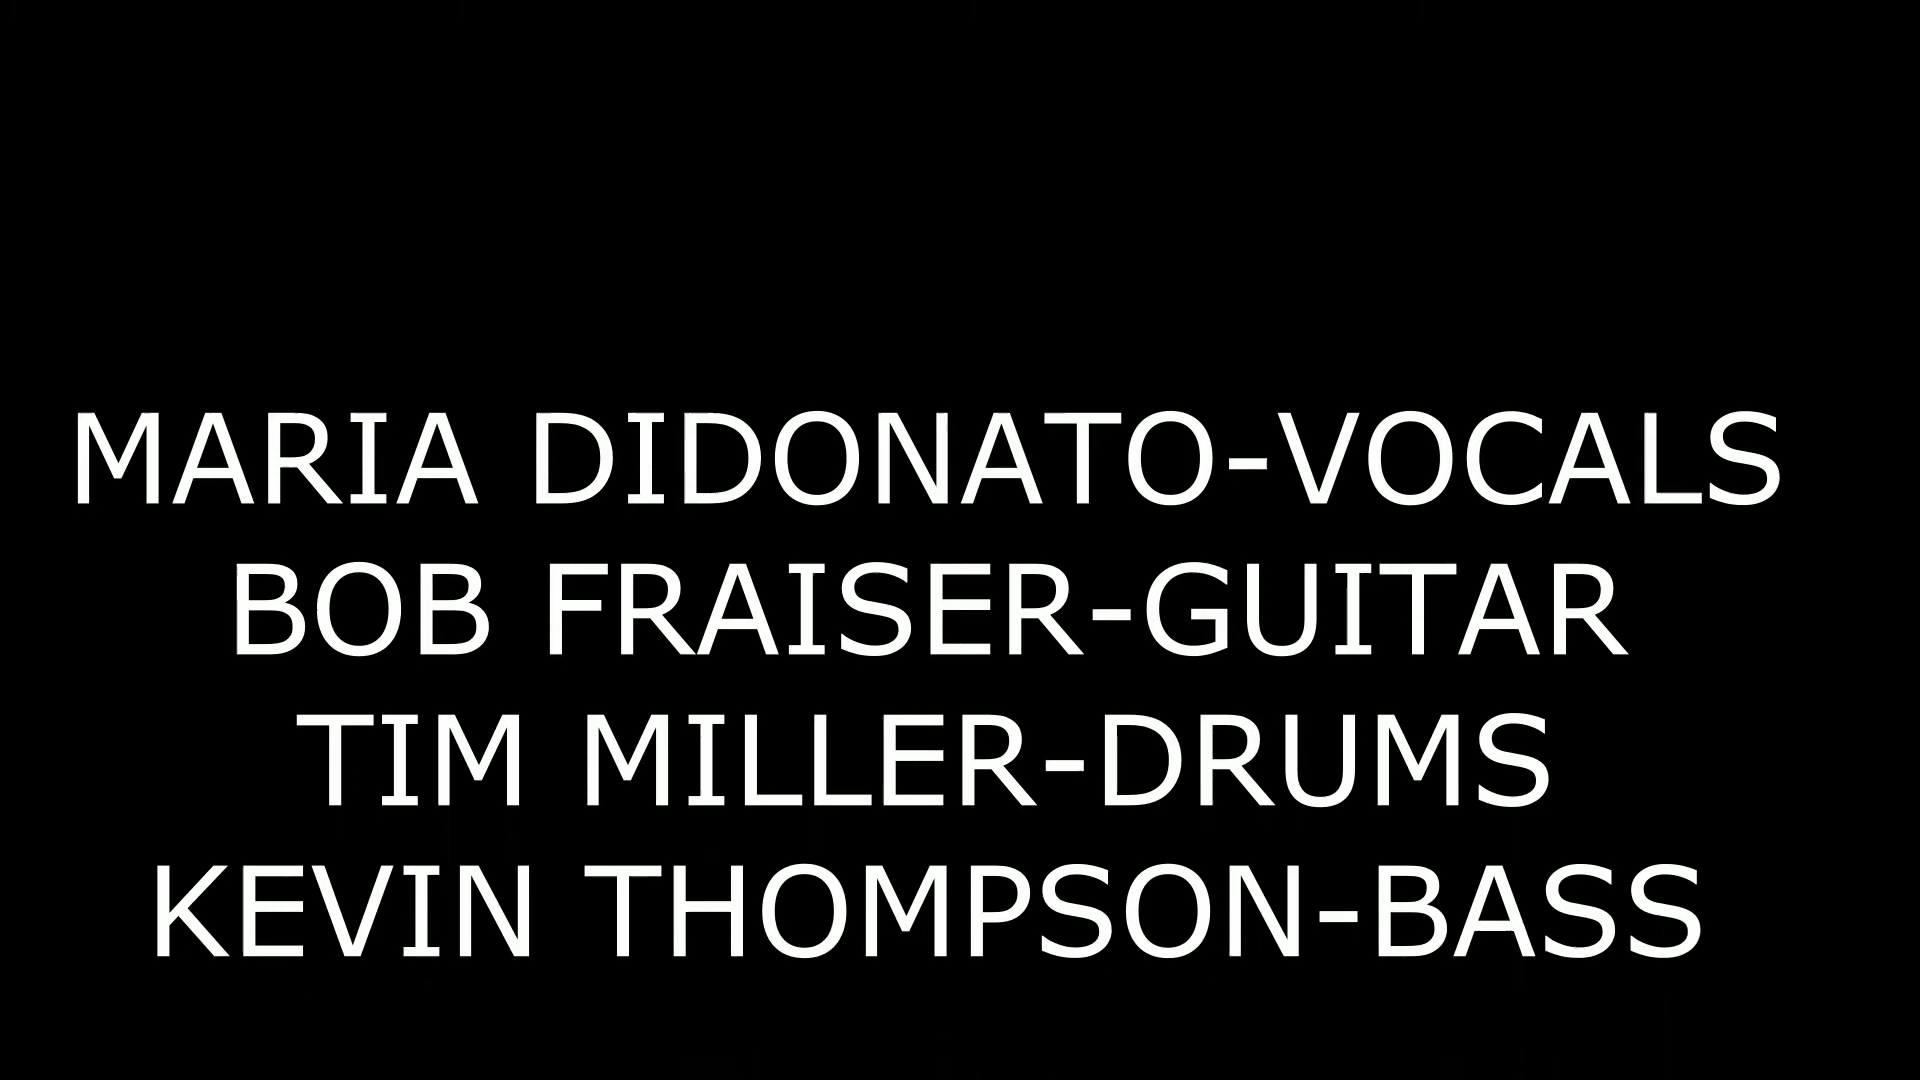 MARIA DIDONATO-VOCALS
BOB FRAISER-GUITAR
TIM MILLER-DRUMS
KEVIN THOMPSON-BASS